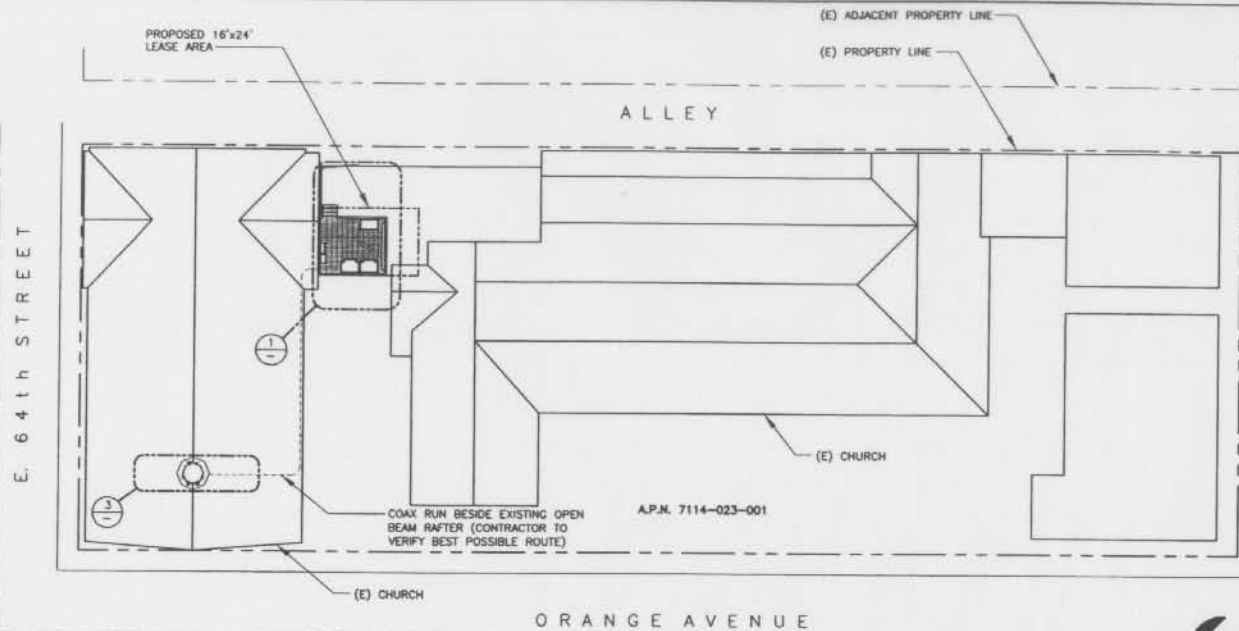 (E) ADJACENT PROPERTY LINE
PROPOSED 16'x24'
LEASE AREA
(E) PROPERTY LINE
ALLEY
E. 64th STREET
1
-
(E) CHURCH
3
-
COAX RUN BESIDE EXISTING OPEN
BEAM RAFTER (CONTRACTOR TO
VERIFY BEST POSSIBLE ROUTE)
A.P.N. 7114-023-001
(E) CHURCH
ORANGE AVENUE